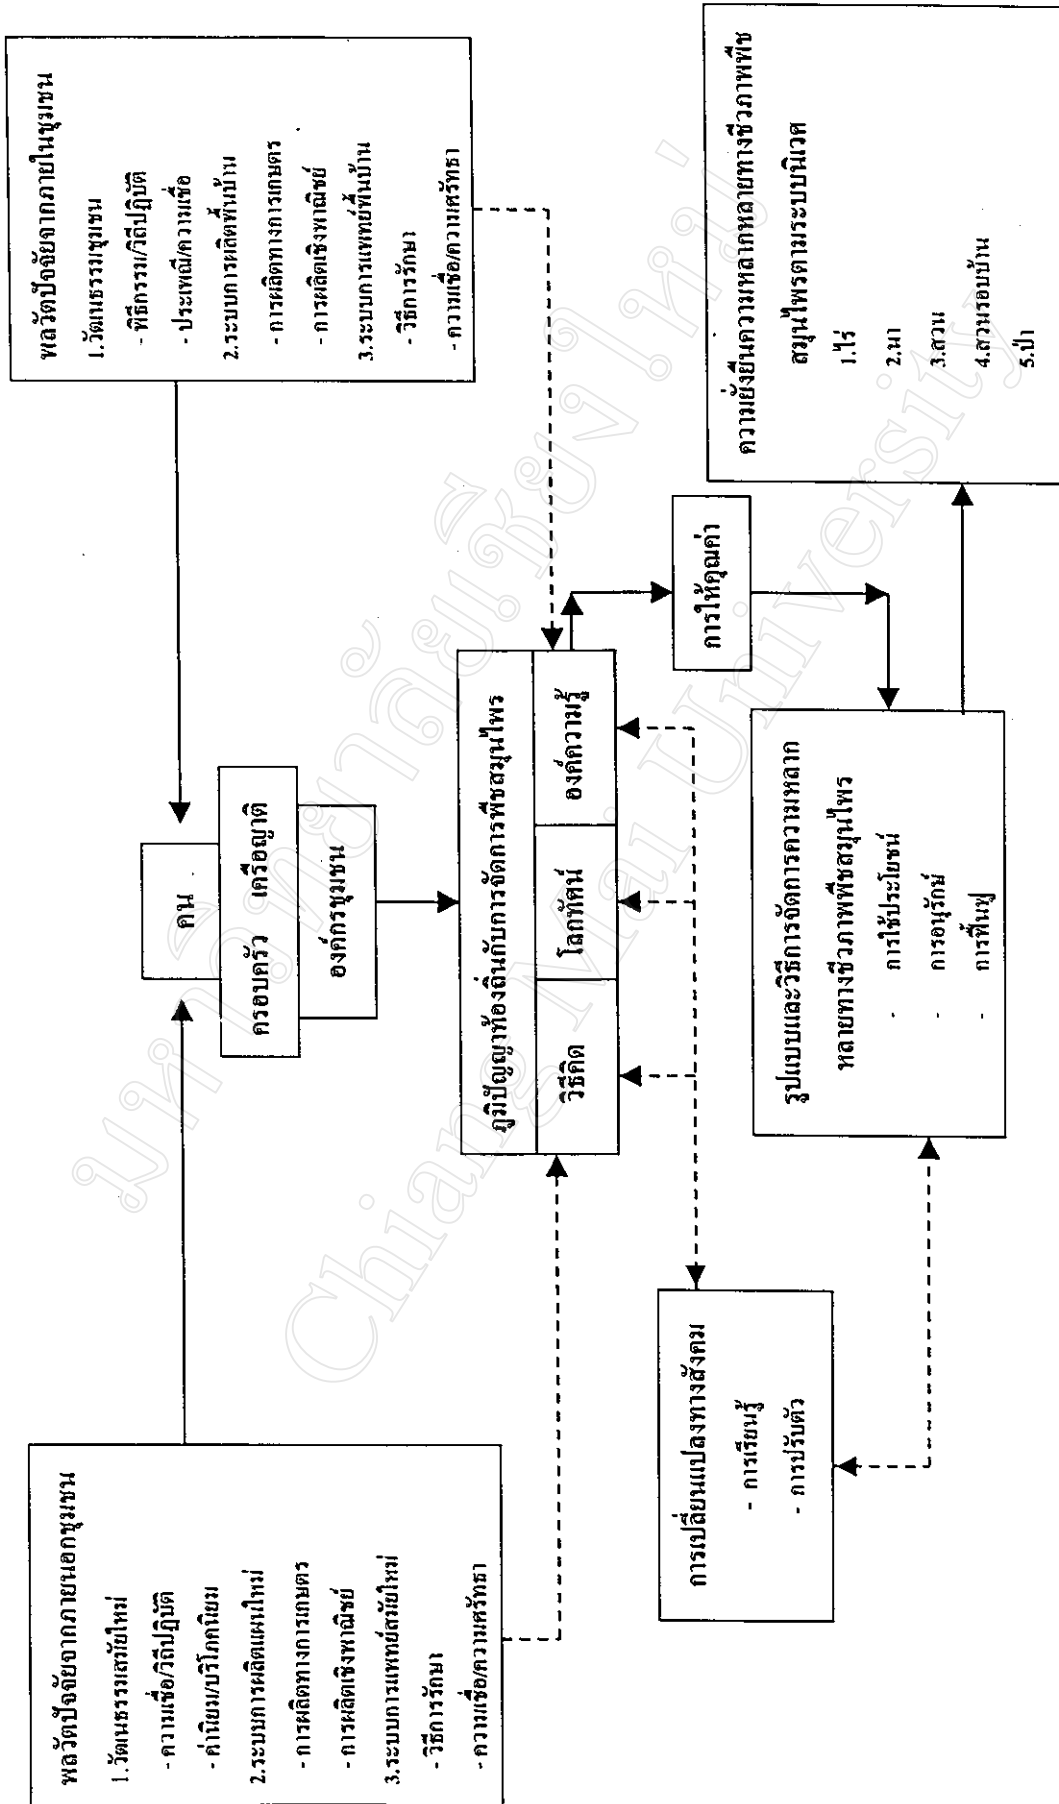 พลวัตปัจจัยจากภายนอกชุมชน
1.วัฒนธรรมสมัยใหม่
- ความเชื่อ/วิถีปฏิบัติ
- ค่านิยม/บริโภคนิยม
2.ระบบการผลิตแผนใหม่
- การผลิตทางการเกษตร
- การผลิตเชิงพาณิชย์
3.ระบบการแพทย์สมัยใหม่
- วิธีการรักษา
- ความเชื่อ/ความศรัทธา
คน
ครอบครัว เครือญาติ
องค์กรชุมชน
พลวัตปัจจัยจากภายในชุมชน
1.วัฒนธรรมชุมชน
- พิธีกรรม/วิถีปฏิบัติ
- ประเพณี/ความเชื่อ
2.ระบบการผลิตพื้นบ้าน
- การผลิตทางการเกษตร
- การผลิตเชิงพาณิชย์
3.ระบบการแพทย์พื้นบ้าน
- วิธีการรักษา
- ความเชื่อ/ความศรัทธา
ภูมิปัญญาท้องถิ่นกับการจัดการพืชสมุนไพร
วิธีคิด
โลกทัศน์
องค์ความรู้
การให้คุณค่า
การเปลี่ยนแปลงทางสังคม
- การเรียนรู้
- การปรับตัว
รูปแบบและวิธีการจัดการความหลาก
หลายทางชีวภาพพืชสมุนไพร
- การใช้ประโยชน์
- การอนุรักษ์
- การฟื้นฟู
ความยั่งยืนความหลากหลายทางชีวภาพพืช
สมุนไพรตามระบบนิเวศ
1.ไร่
2.นา
3.สวน
4.สวนรอบบ้าน
5.ป่า
มหาวิทยาลัยเชียงใหม่
Chiang Mai University